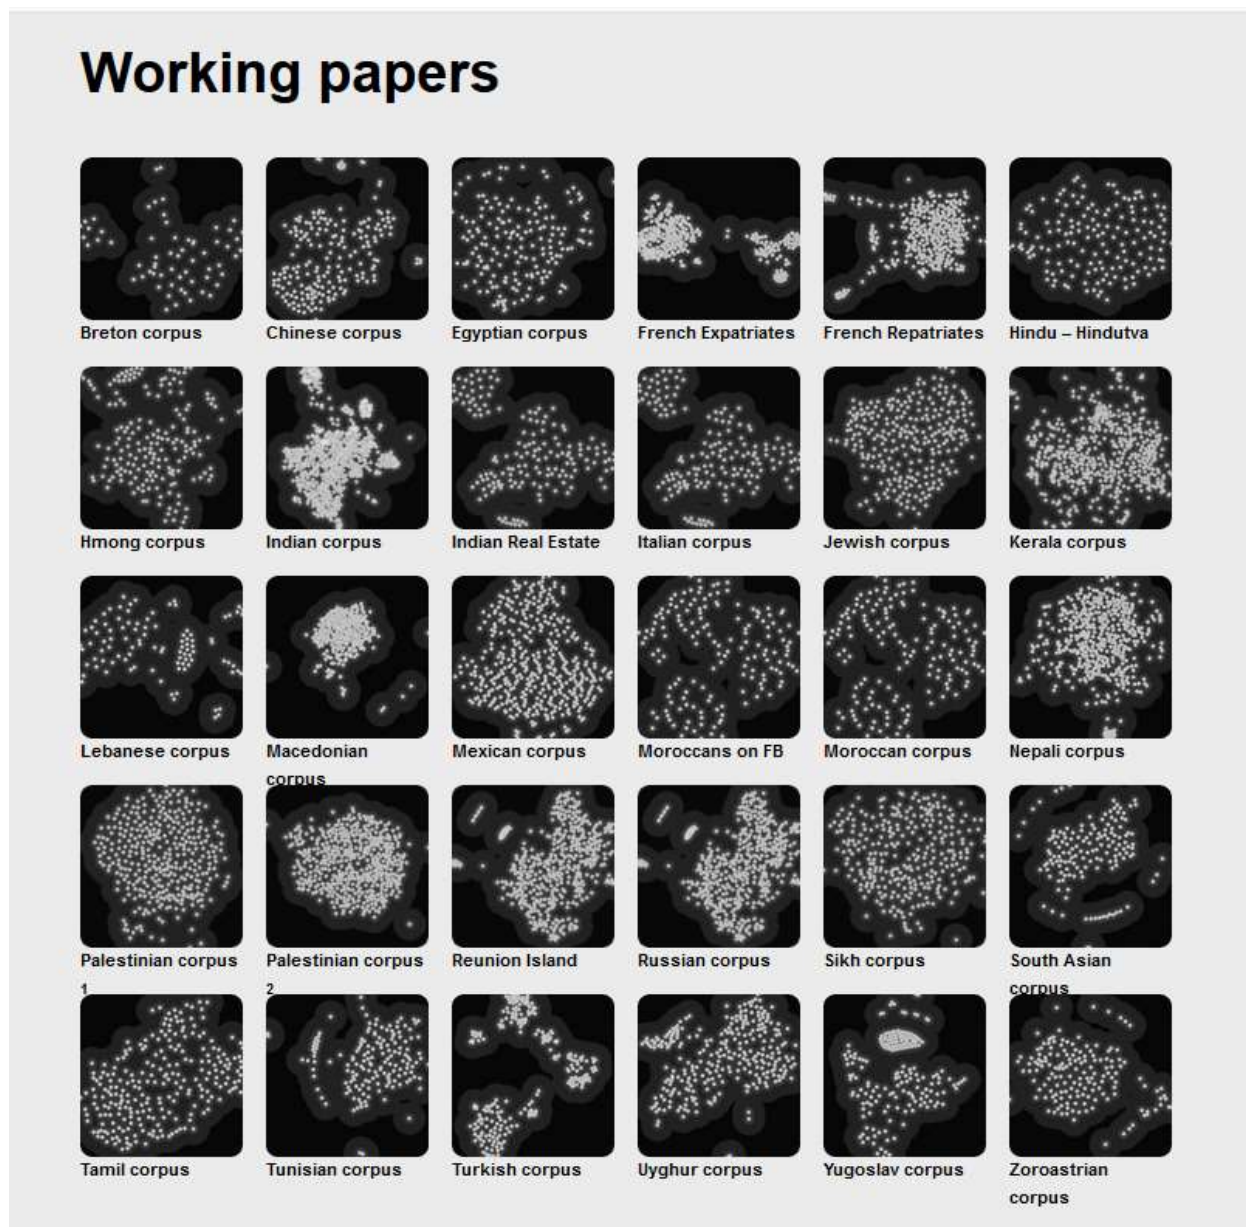 Working papers
Breton corpus
Chinese corpus
Egyptian corpus
French Expatriates
French Repatriates
Hindu – Hindutva
Hmong corpus
Indian corpus
Indian Real Estate
Italian corpus
Jewish corpus
Kerala corpus
Lebanese corpus
Macedonian
corpus
Mexican corpus
Moroccans on FB
Moroccan corpus
Nepali corpus
Palestinian corpus
1
Palestinian corpus
2
Reunion Island
Russian corpus
Sikh corpus
South Asian
corpus
Tamil corpus
Tunisian corpus
Turkish corpus
Uyghur corpus
Yugoslav corpus
Zoroastrian
corpus